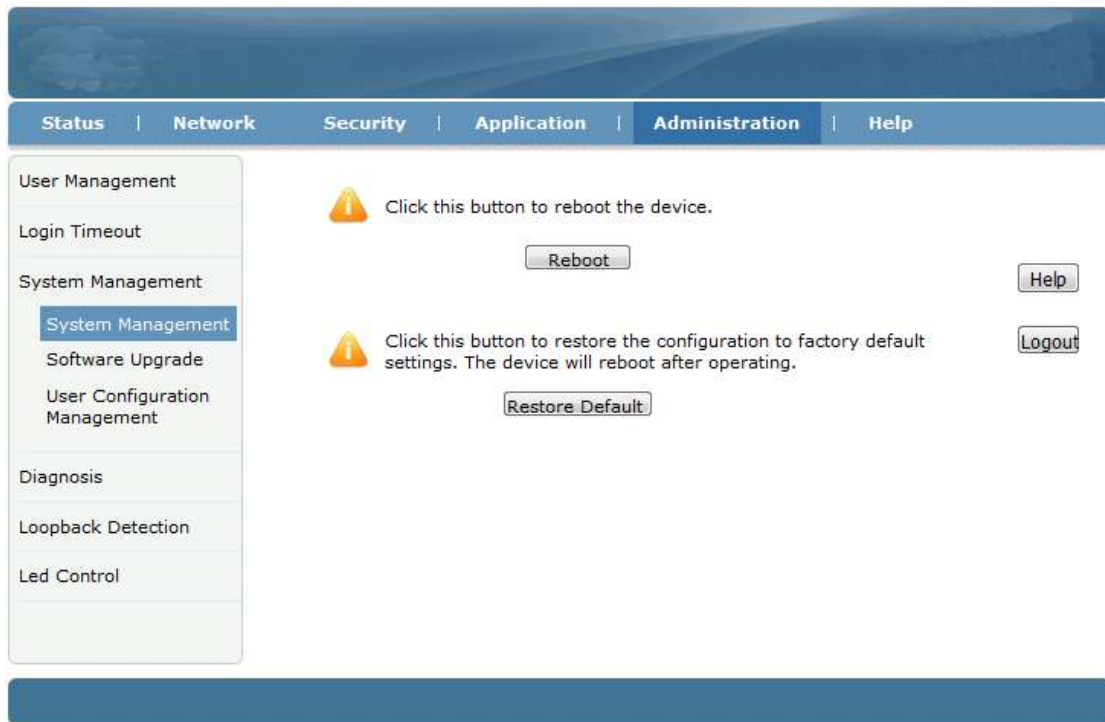 Status | Network Security | Application | Administration | Help
User Management
Login Timeout
System Management
System Management
Software Upgrade
User Configuration
Management
Diagnosis
Loopback Detection
Led Control
Click this button to reboot the device.
Reboot
Click this button to restore the configuration to factory default
settings. The device will reboot after operating.
Restore Default
Help
Logout